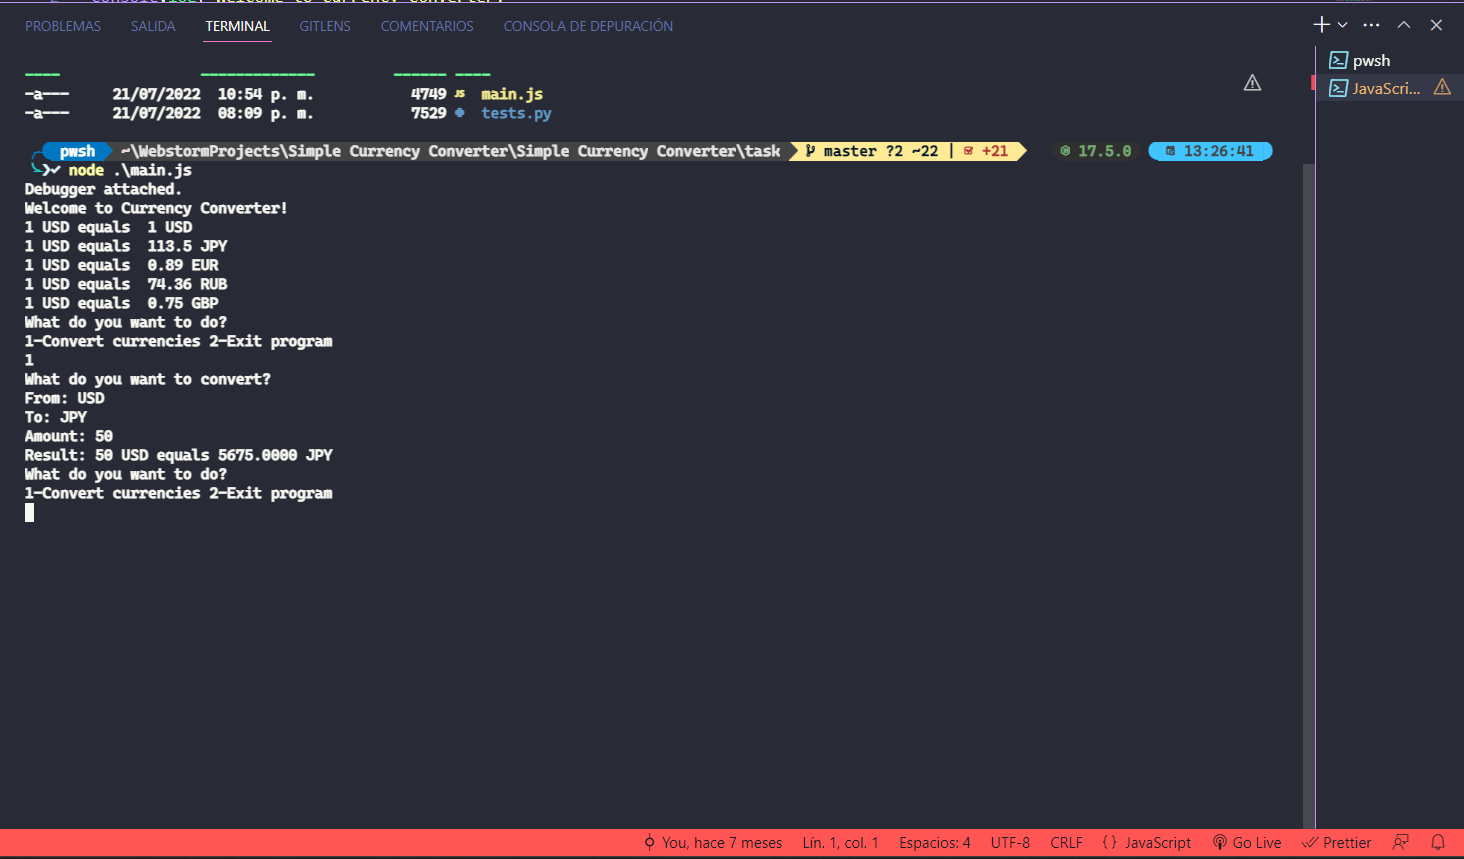 PROBLEMAS SALIDA TERMINAL GITLENS COMENTARIOS CONSOLA DE DEPURACIÓN
---- ------------- ------ ----
-a--- 21/07/2022 10:54 p. m. 4749 JS main.js
-a--- 21/07/2022 08:09 p. m. 7529 tests.py
pwsh
JavaScri...
pwsh ~\WebstormProjects\Simple Currency Converter\Simple Currency Converter\task master ?2 ~22 | +21 17.5.0 13:26:41
node .\main.js
Debugger attached.
Welcome to Currency Converter!
1 USD equals  1 USD
1 USD equals  113.5 JPY
1 USD equals  0.89 EUR
1 USD equals  74.36 RUB
1 USD equals  0.75 GBP
What do you want to do?
1-Convert currencies 2-Exit program
1
What do you want to convert?
From: USD
To: JPY
Amount: 50
Result: 50 USD equals 5675.0000 JPY
What do you want to do?
1-Convert currencies 2-Exit program
You, hace 7 meses Lín. 1, col. 1 Espacios: 4 UTF-8 CRLF {} JavaScript Go Live Prettier